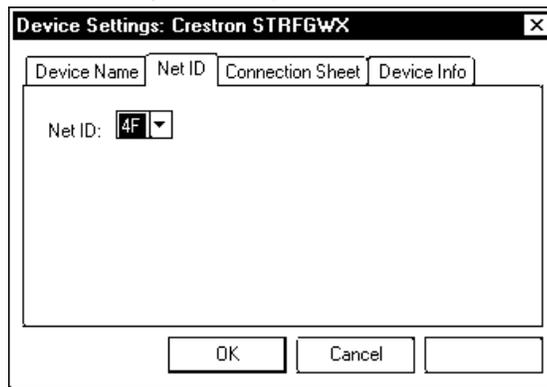 Device Settings: Crestron STRFGWX
Device Name Net ID Connection Sheet Device Info
Net ID: 4F
OK Cancel